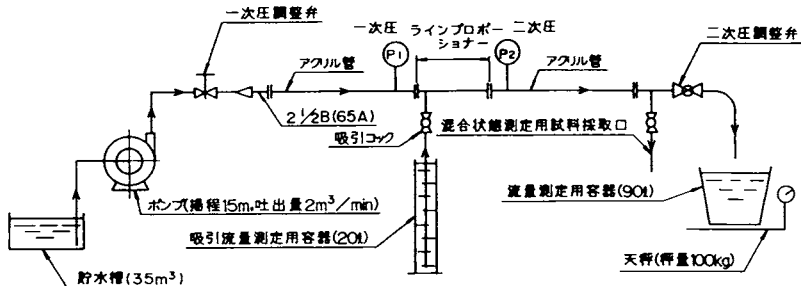 一次圧調整弁
一次圧
ラインプロポー
ショナー
二次圧
二次圧調整弁
P1
P2
アクリル管
アクリル管
2 1/2B(65A)
吸引コック
混合状態測定用試料採取口
ポンプ(揚程15m.吐出量2m³/min)
流量測定用容器(90ℓ)
吸引流量測定用容器(20ℓ)
天秤(秤量100kg)
貯水槽(35m³)